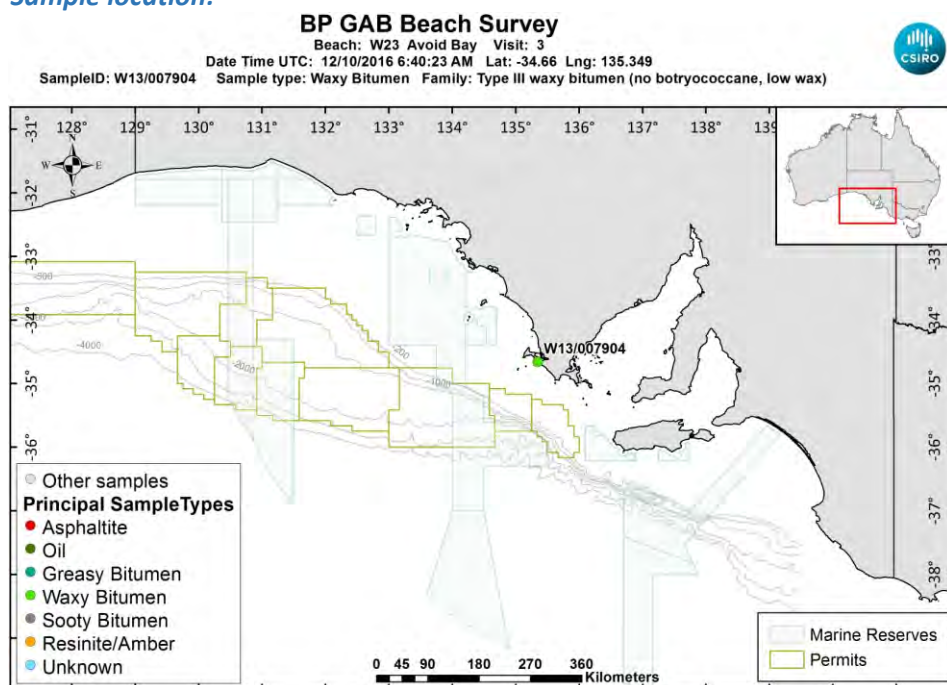 Sample location:
BP GAB Beach Survey
Beach: W23 Avoid Bay Visit: 3
Date Time UTC: 12/10/2016 6:40:23 AM Lat: -34.66 Lng: 135.349
SampleID: W13/007904 Sample type: Waxy Bitumen Family: Type III waxy bitumen (no botryococcane, low wax)
CSIRO
128° 129° 130° 131° 132° 133° 134° 135° 136° 137° 138° 139
-31°
N
W E
S
-32°
-33°
-34°
-35°
-36°
-37°
-38°
-31°
-32°
-33°
-34°
-35°
-36°
-37°
-38°
-4000
-2000
-200
-1000
W13/007904
Other samples
Principal SampleTypes
Asphaltite
Oil
Greasy Bitumen
Waxy Bitumen
Sooty Bitumen
Resinite/Amber
Unknown
0 45 90 180 270 360
Kilometers
Marine Reserves
Permits